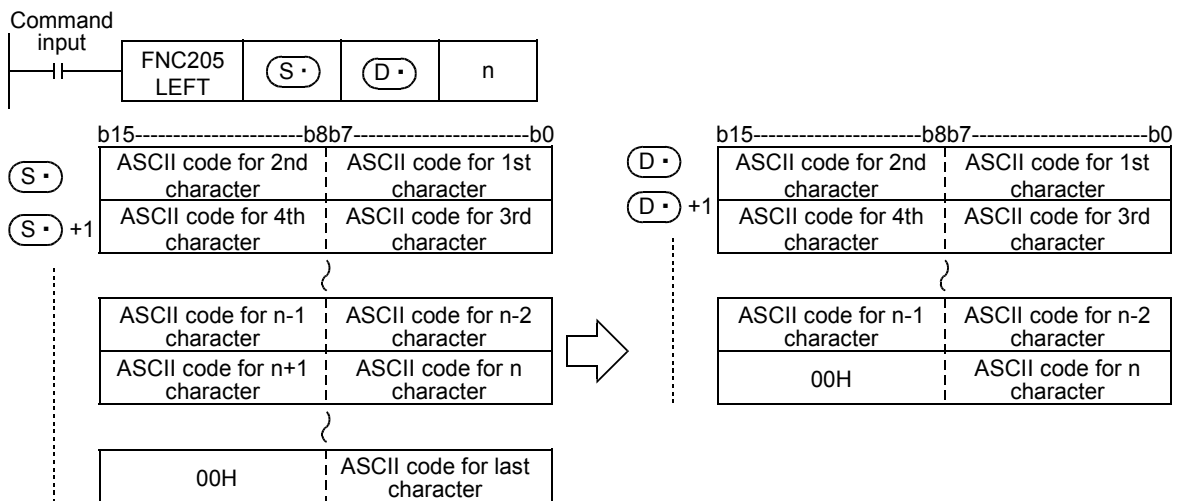 Command
input
FNC205
LEFT
S・
D・
n
b15----------------------b8b7-----------------------b0
S・
ASCII code for 2nd
character
ASCII code for 1st
character
S・ +1
ASCII code for 4th
character
ASCII code for 3rd
character
ASCII code for n-1
character
ASCII code for n-2
character
ASCII code for n+1
character
ASCII code for n
character
00H
ASCII code for last
character
b15----------------------b8b7-----------------------b0
D・
ASCII code for 2nd
character
ASCII code for 1st
character
D・ +1
ASCII code for 4th
character
ASCII code for 3rd
character
ASCII code for n-1
character
ASCII code for n-2
character
00H
ASCII code for n
character